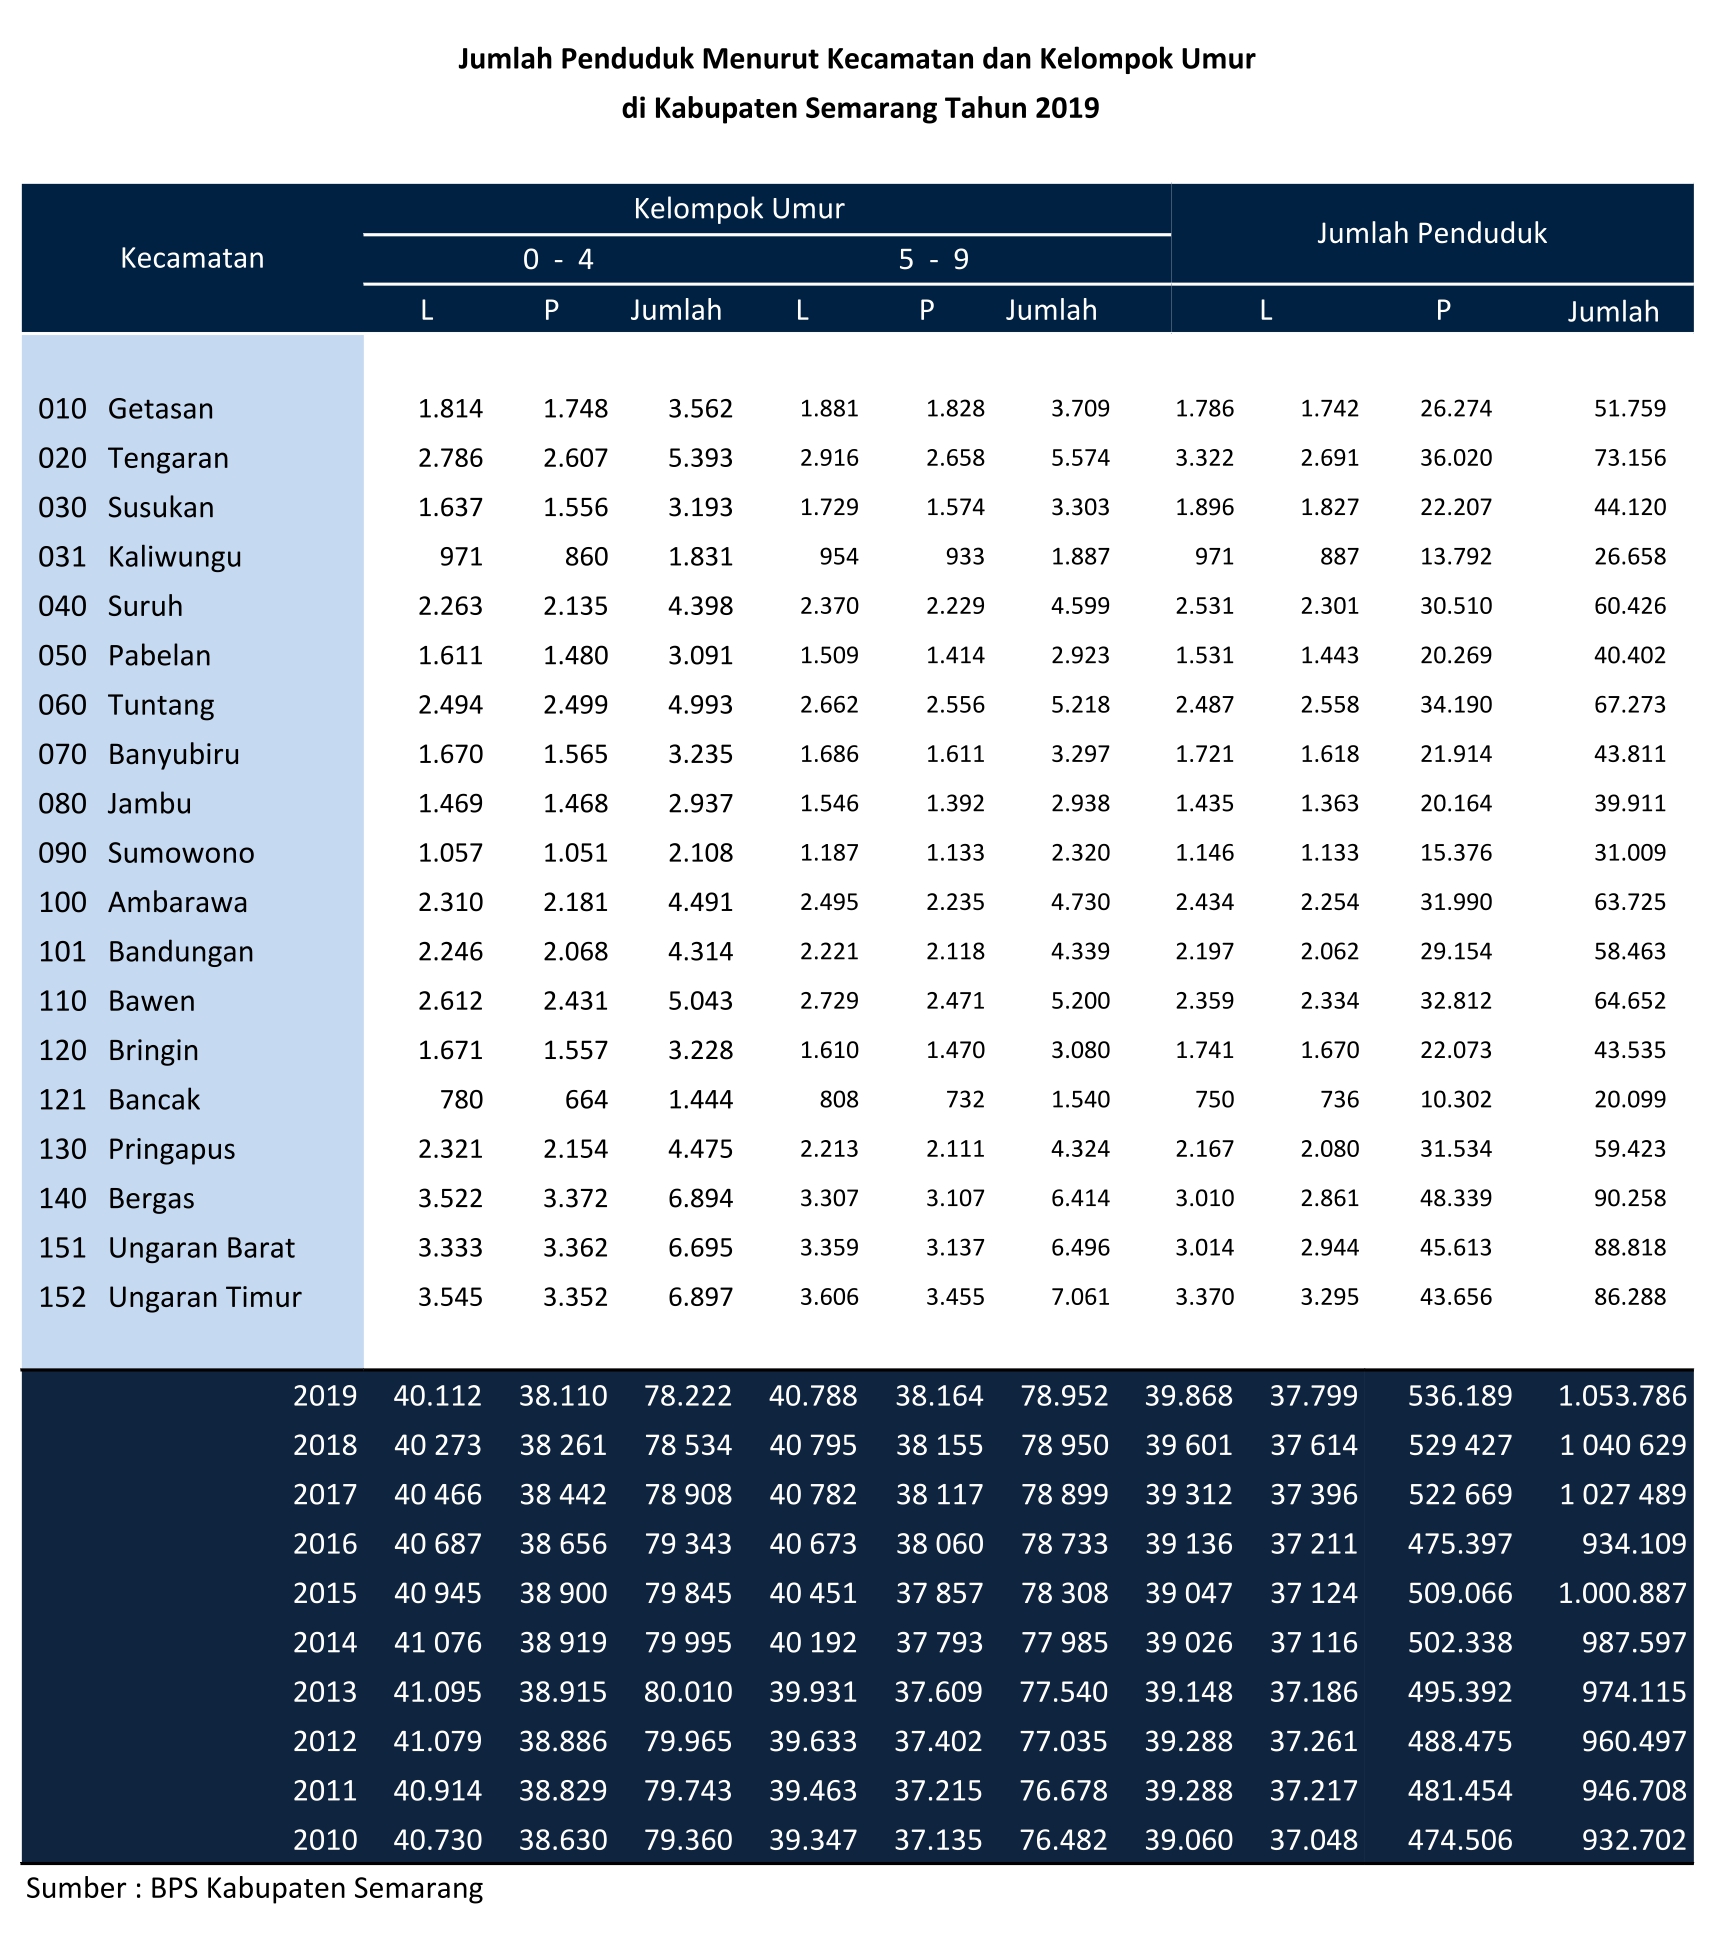 Jumlah Penduduk Menurut Kecamatan dan Kelompok Umur
di Kabupaten Semarang Tahun 2019
Kecamatan Kelompok Umur Jumlah Penduduk
0 - 4 5 - 9
L P Jumlah L P Jumlah L P Jumlah
010 Getasan 1.814 1.748 3.562 1.881 1.828 3.709 1.786 1.742 26.274 51.759
020 Tengaran 2.786 2.607 5.393 2.916 2.658 5.574 3.322 2.691 36.020 73.156
030 Susukan 1.637 1.556 3.193 1.729 1.574 3.303 1.896 1.827 22.207 44.120
031 Kaliwungu 971 860 1.831 954 933 1.887 971 887 13.792 26.658
040 Suruh 2.263 2.135 4.398 2.370 2.229 4.599 2.531 2.301 30.510 60.426
050 Pabelan 1.611 1.480 3.091 1.509 1.414 2.923 1.531 1.443 20.269 40.402
060 Tuntang 2.494 2.499 4.993 2.662 2.556 5.218 2.487 2.558 34.190 67.273
070 Banyubiru 1.670 1.565 3.235 1.686 1.611 3.297 1.721 1.618 21.914 43.811
080 Jambu 1.469 1.468 2.937 1.546 1.392 2.938 1.435 1.363 20.164 39.911
090 Sumowono 1.057 1.051 2.108 1.187 1.133 2.320 1.146 1.133 15.376 31.009
100 Ambarawa 2.310 2.181 4.491 2.495 2.235 4.730 2.434 2.254 31.990 63.725
101 Bandungan 2.246 2.068 4.314 2.221 2.118 4.339 2.197 2.062 29.154 58.463
110 Bawen 2.612 2.431 5.043 2.729 2.471 5.200 2.359 2.334 32.812 64.652
120 Bringin 1.671 1.557 3.228 1.610 1.470 3.080 1.741 1.670 22.073 43.535
121 Bancak 780 664 1.444 808 732 1.540 750 736 10.302 20.099
130 Pringapus 2.321 2.154 4.475 2.213 2.111 4.324 2.167 2.080 31.534 59.423
140 Bergas 3.522 3.372 6.894 3.307 3.107 6.414 3.010 2.861 48.339 90.258
151 Ungaran Barat 3.333 3.362 6.695 3.359 3.137 6.496 3.014 2.944 45.613 88.818
152 Ungaran Timur 3.545 3.352 6.897 3.606 3.455 7.061 3.370 3.295 43.656 86.288
2019 40.112 38.110 78.222 40.788 38.164 78.952 39.868 37.799 536.189 1.053.786
2018 40 273 38 261 78 534 40 795 38 155 78 950 39 601 37 614 529 427 1 040 629
2017 40 466 38 442 78 908 40 782 38 117 78 899 39 312 37 396 522 669 1 027 489
2016 40 687 38 656 79 343 40 673 38 060 78 733 39 136 37 211 475.397 934.109
2015 40 945 38 900 79 845 40 451 37 857 78 308 39 047 37 124 509.066 1.000.887
2014 41 076 38 919 79 995 40 192 37 793 77 985 39 026 37 116 502.338 987.597
2013 41.095 38.915 80.010 39.931 37.609 77.540 39.148 37.186 495.392 974.115
2012 41.079 38.886 79.965 39.633 37.402 77.035 39.288 37.261 488.475 960.497
2011 40.914 38.829 79.743 39.463 37.215 76.678 39.288 37.217 481.454 946.708
2010 40.730 38.630 79.360 39.347 37.135 76.482 39.060 37.048 474.506 932.702
Sumber : BPS Kabupaten Semarang